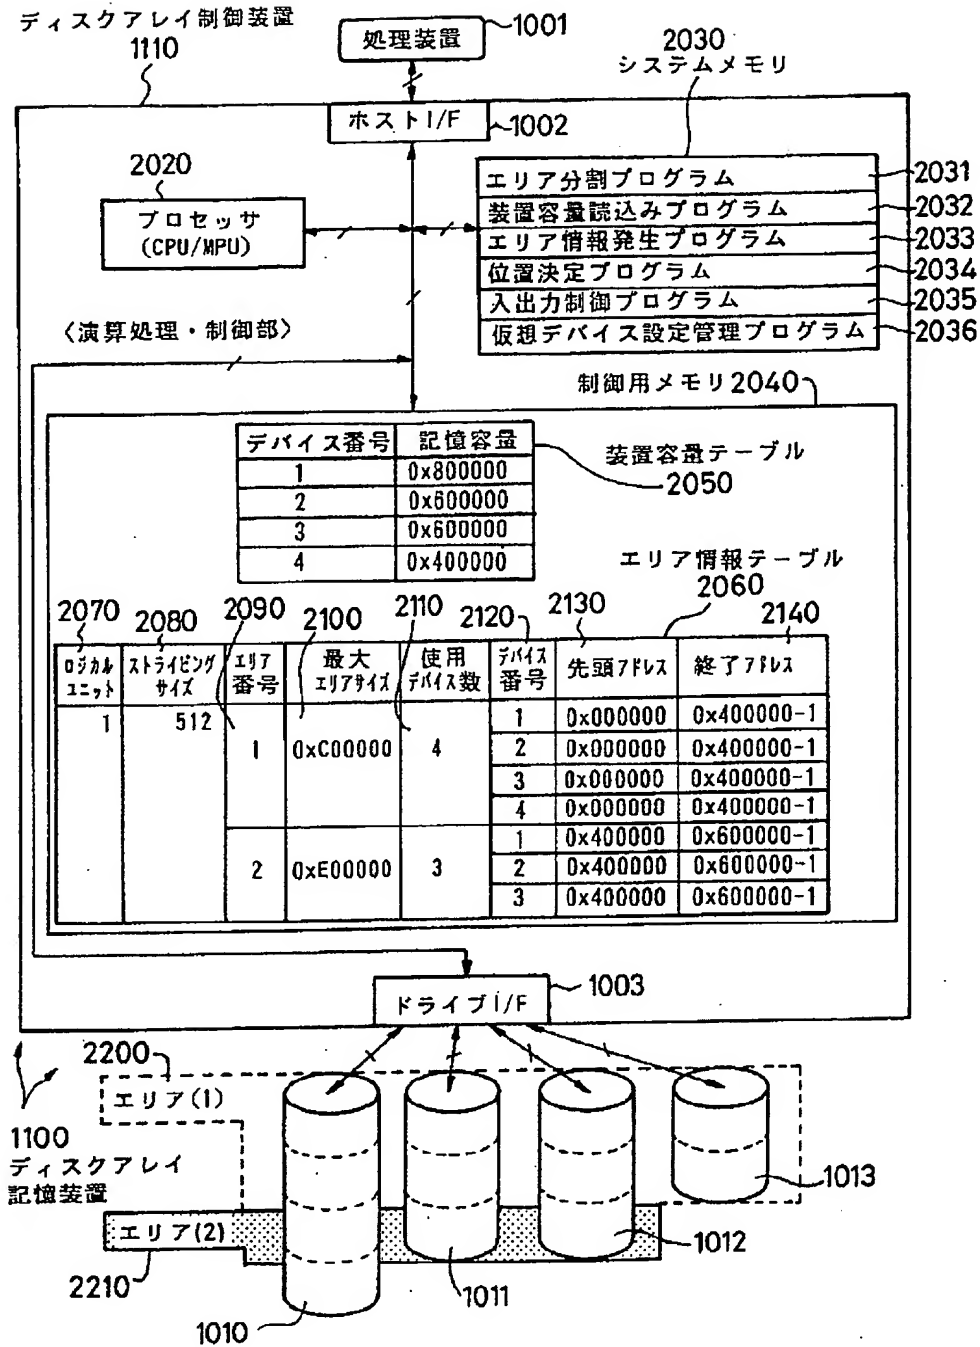 ディスクアレイ制御装置
1110
処理装置
1001
2030
システムメモリ
ホストI/F
1002
2020
プロセッサ
(CPU/MPU)
エリア分割プログラム
2031
装置容量読込みプログラム
2032
エリア情報発生プログラム
2033
位置決定プログラム
2034
入出力制御プログラム
2035
仮想デバイス設定管理プログラム
2036
〈演算処理・制御部〉
制御用メモリ2040
デバイス番号 記憶容量
1 0x800000
2 0x600000
3 0x600000
4 0x400000
装置容量テーブル
2050
エリア情報テーブル
2060
2070 2080 2090 2100 2110 2120 2130 2140
ロジカル ストライピング エリア 最大 使用 デバイス 先頭アドレス 終了アドレス
ユニット サイズ 番号 エリアサイズ デバイス数 番号
1 512 1 0xC00000 4 1 0x000000 0x400000-1
2 0x000000 0x400000-1
3 0x000000 0x400000-1
4 0x000000 0x400000-1
2 0xE00000 3 1 0x400000 0x600000-1
2 0x400000 0x600000-1
3 0x400000 0x600000-1
ドライブI/F
1003
2200
エリア(1)
1100
ディスクアレイ
記憶装置
1013
エリア(2)
2210
1012
1011
1010